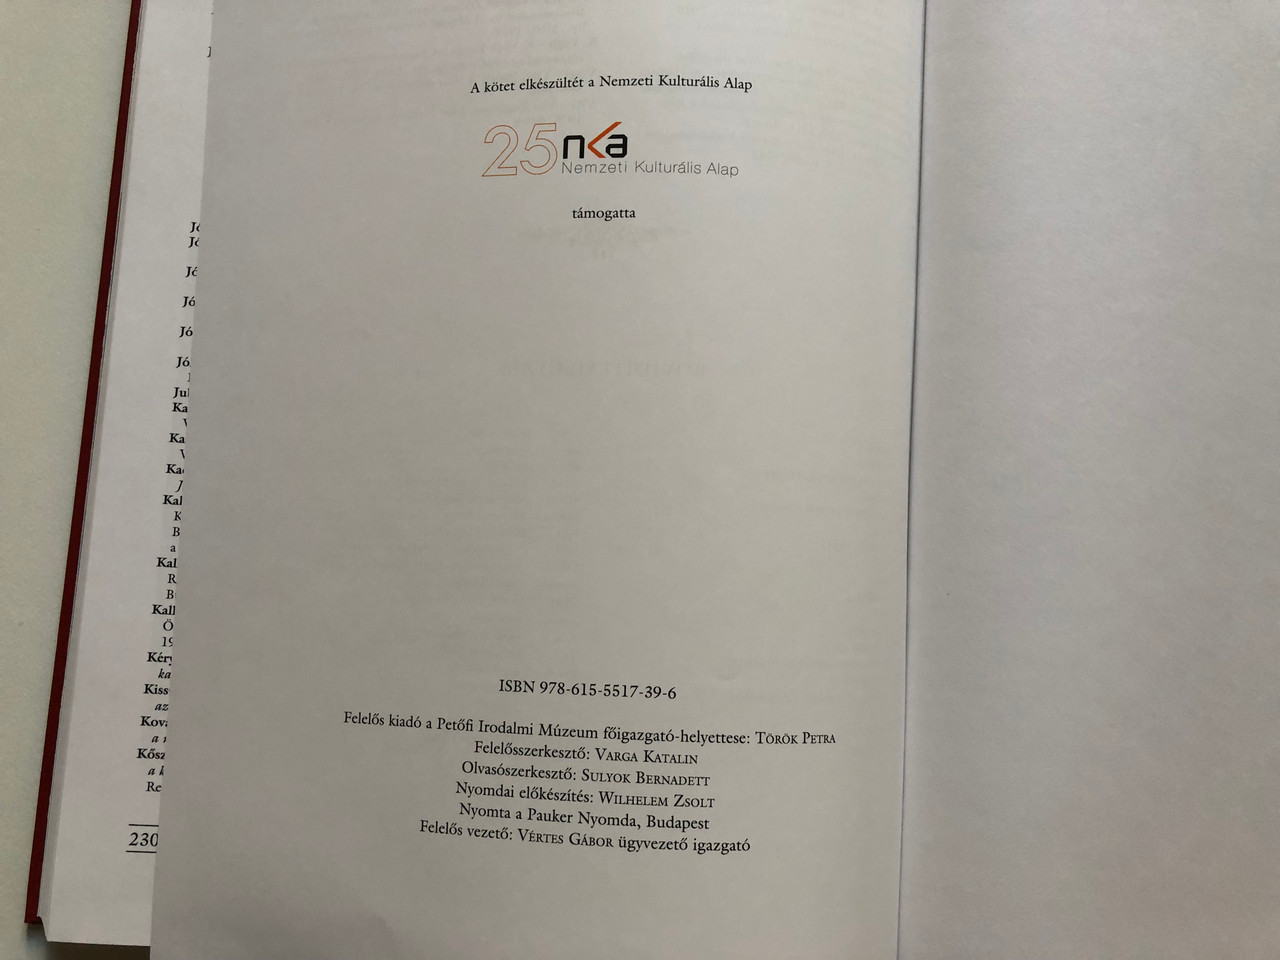 A kötet elkészültét a Nemzeti Kulturális Alap
25 nka
Nemzeti Kulturális Alap
támogatta
ISBN 978-615-5517-39-6
Felelős kiadó a Petőfi Irodalmi Múzeum főigazgató-helyettese: TÖRÖK PETRA
Felelősszerkesztő: VARGA KATALIN
Olvasószerkesztő: SULYOK BERNADETT
Nyomdai előkészítés: WILHELEM ZSOLT
Nyomta a Pauker Nyomda, Budapest
Felelős vezető: VÉRTES GÁBOR ügyvezető igazgató
230